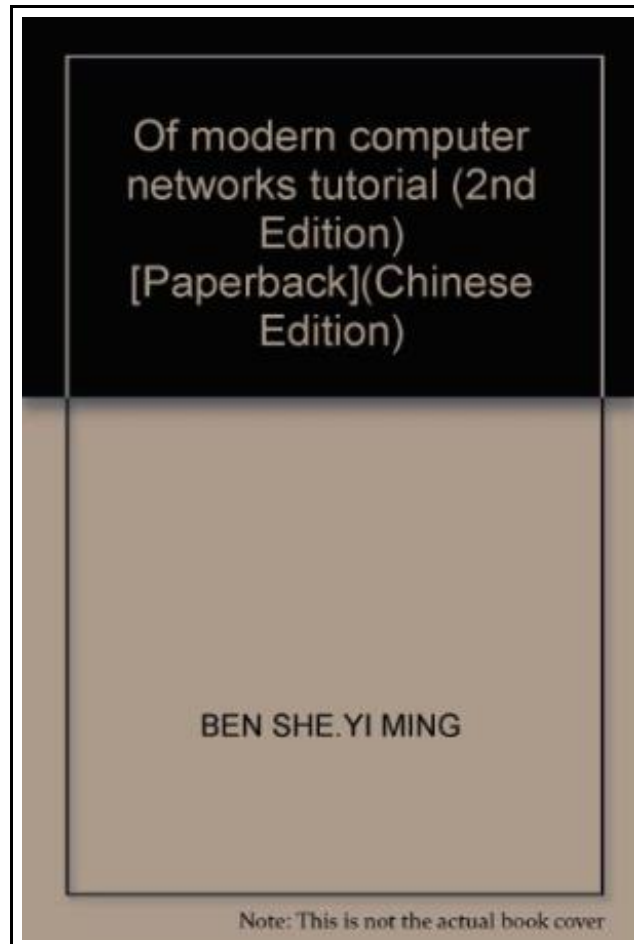 Of modern computer
networks tutorial (2nd
Edition)
[Paperback](Chinese
Edition)
BEN SHE.YI MING
Note: This is not the actual book cover